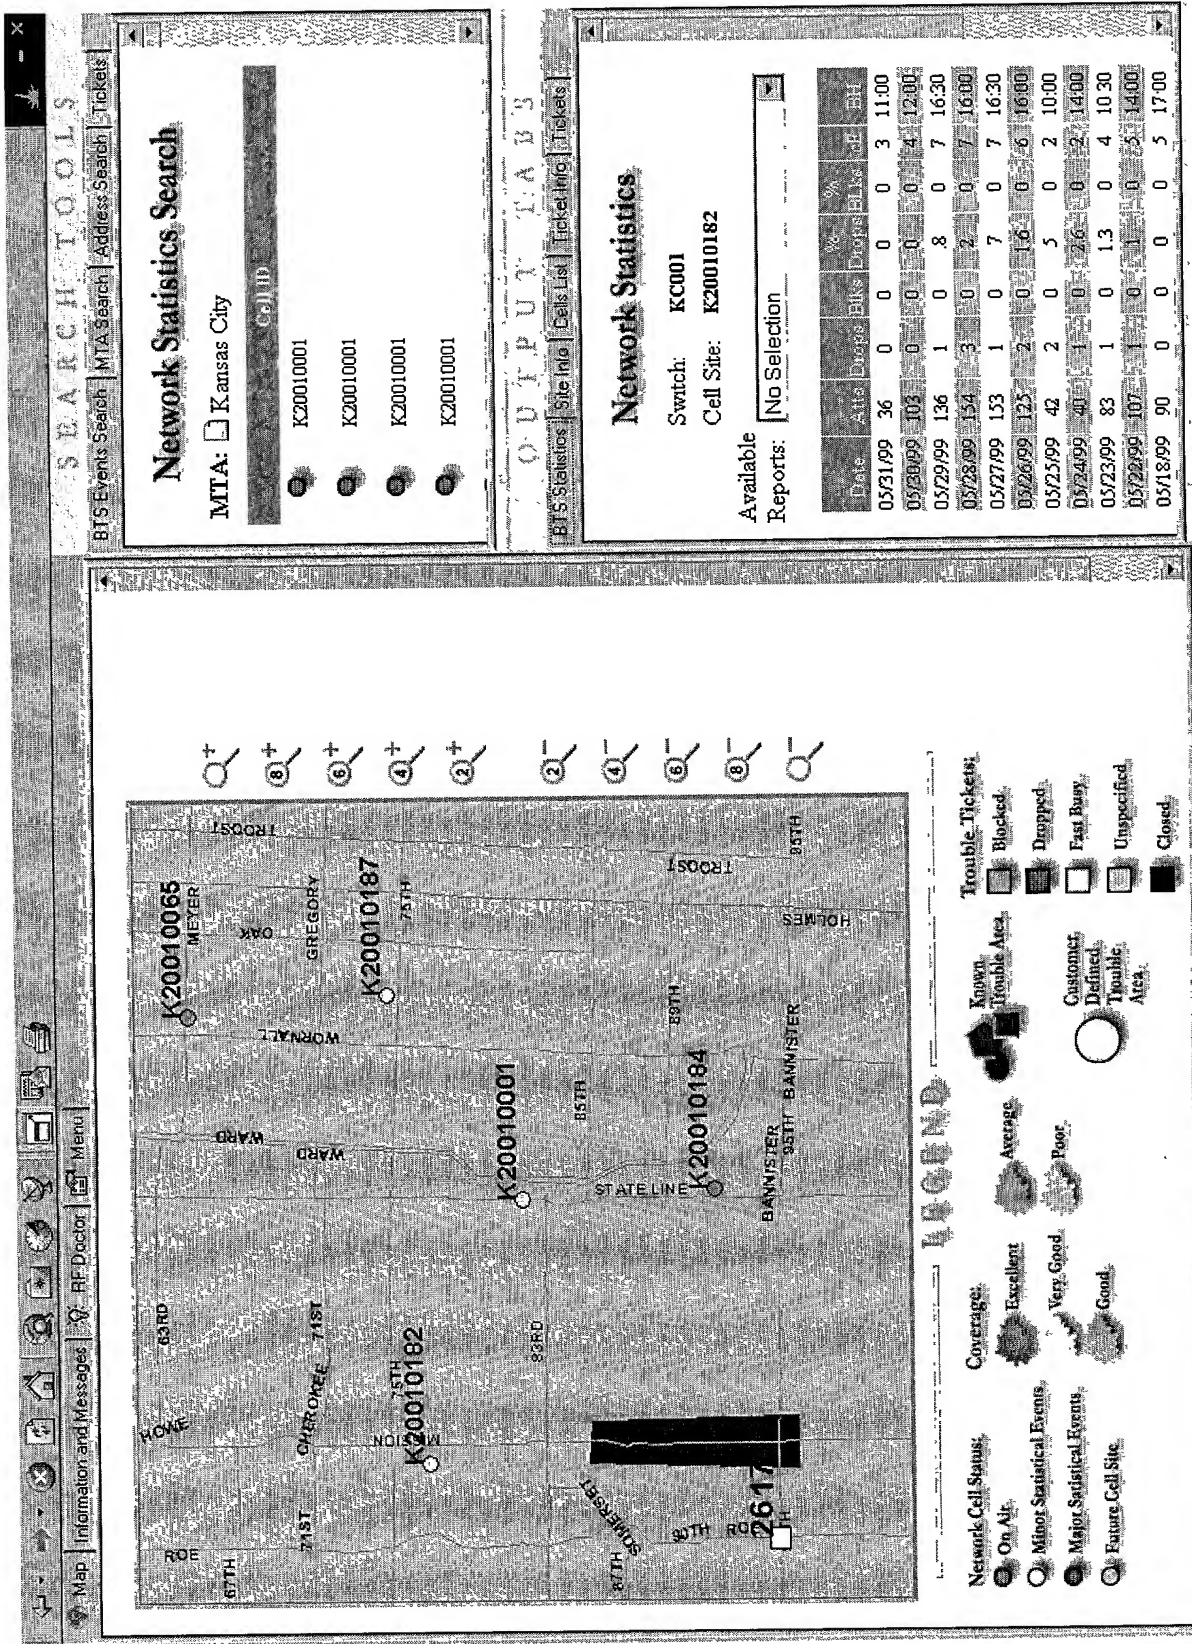 SEARCH TOOLS
Map
Information and Messages
RF Doctor
Menu
BTS Events Search
MTA Search
Address Search
Tickets
Network Statistics Search
MTA: Kansas City
Cell ID
K20010001
K20010001
K20010001
K20010001
OUTPUT TABS
BTS Statistics
Site Info
Cells List
Ticket Info
Tickets
Network Statistics
Switch: KC001
Cell Site: K20010182
Available
Reports:
No Selection
Date Atts Drops Blks % Drops % Blks BH
05/31/99 36 0 0 0 0 3 11:00
05/30/99 103 0 0 0 0 4 12:00
05/29/99 136 1 0 .8 0 7 16:30
05/28/99 154 3 0 2 0 7 16:00
05/27/99 153 1 0 7 0 7 16:30
05/26/99 125 2 0 1.6 0 6 16:00
05/25/99 42 2 0 5 0 2 10:00
05/24/99 40 1 0 2.6 0 2 14:00
05/23/99 83 1 0 1.3 0 4 10 30
05/22/99 107 1 0 1 0 5 14:00
05/18/99 90 0 0 0 0 5 17:00
K20010065
MEYER
63RD
HOWE
TROOST
OAK
WARD
ROE
67TH
GREGORY
WORNALL
WARD
CHEROKEE 71ST
71ST
K20010187
75TH
75TH
K20010182
MISSION
K20010001
83RD
85TH
89TH
TROOST
STATE LINE
K20010184
SOMERSET
87TH
BANNISTER
BANNISTER
95TH
95TH
HOLMES
ROE
2617
8
6
4
2
2
4
6
8
LEGEND
Network Cell Status:
On Air
Minor Statistical Events
Major Satistical Events
Future Cell Site
Coverage:
Excellent
Very Good
Good
Average
Poor
Known
Trouble Area
Customer
Defined
Trouble
Area
Trouble Tickets:
Blocked
Dropped
Fast Busy
Unspecified
Closed